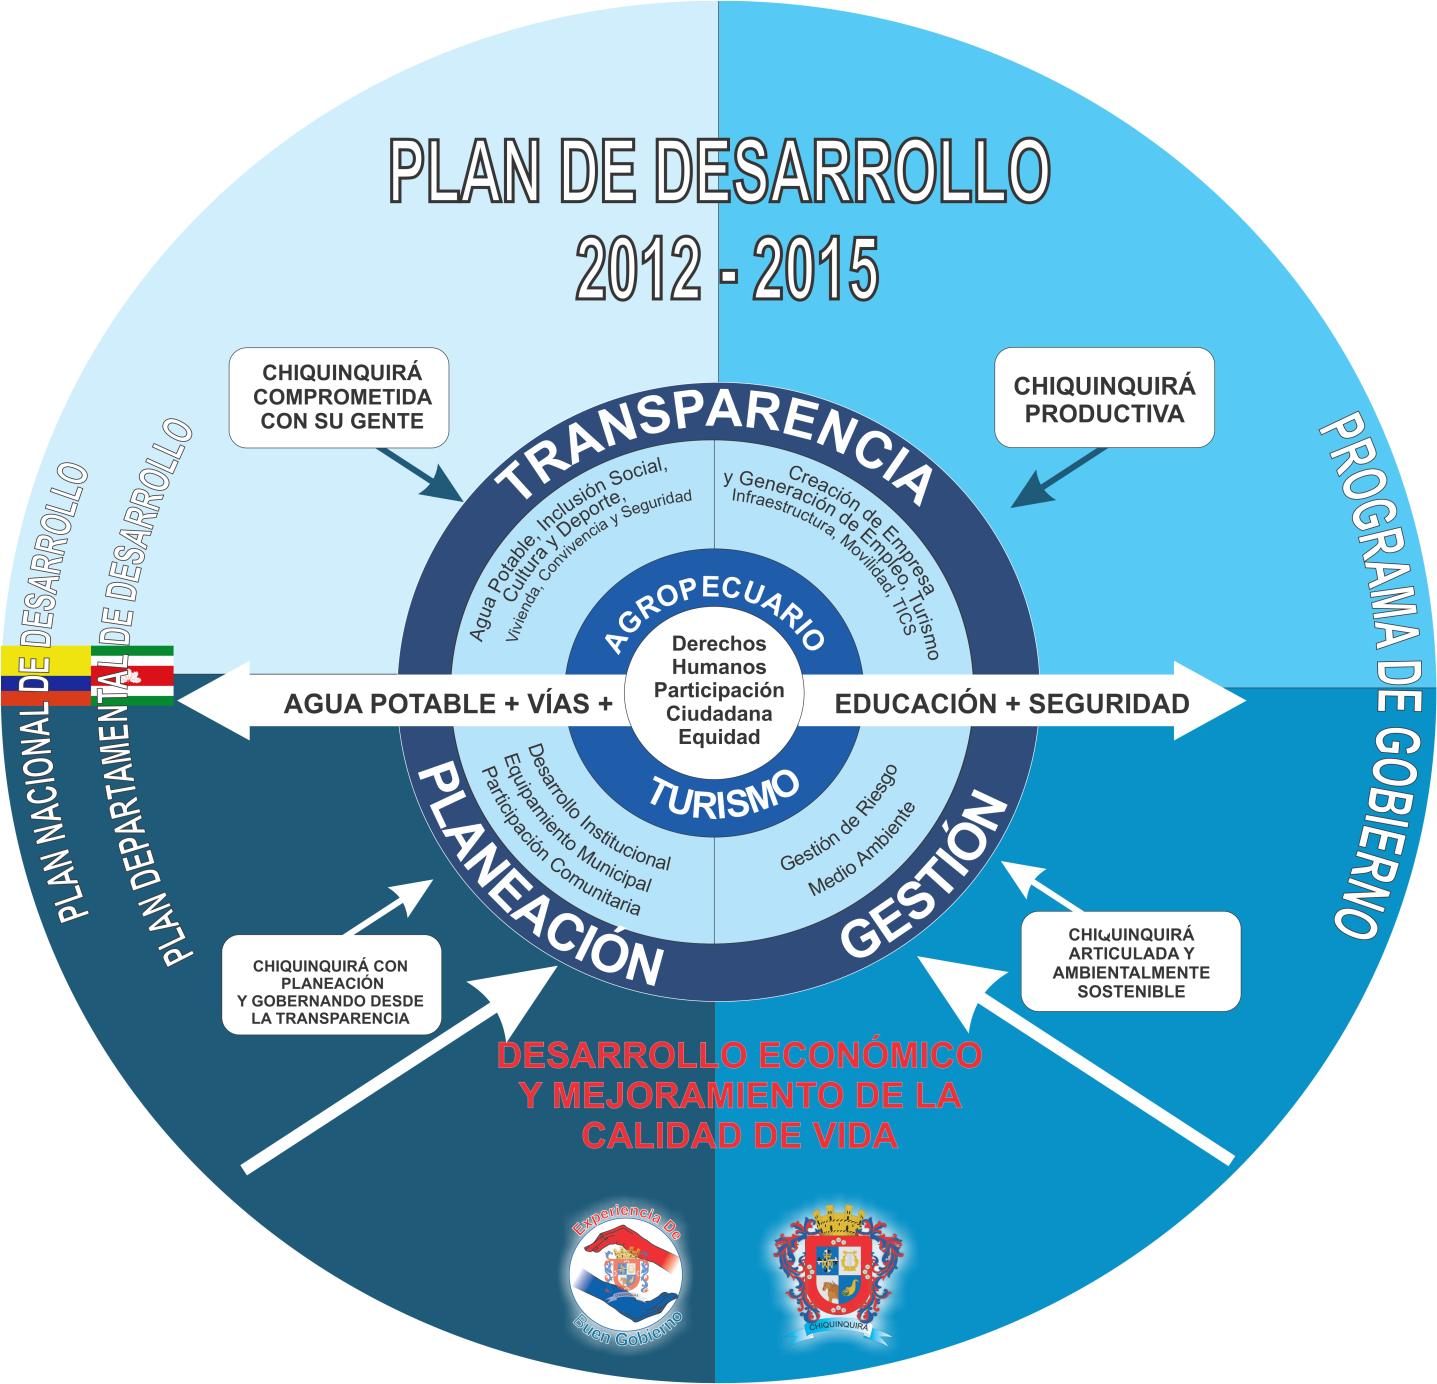 PLAN DE DESARROLLO
2012 - 2015
CHIQUINQUIRÁ
COMPROMETIDA
CON SU GENTE
CHIQUINQUIRÁ
PRODUCTIVA
PLAN NACIONAL DE DESAROLLO
PLAN DEPARTAMENTAL DE DESAROLLO
PROGRAMA DE GOBIERNO
TRANSPARENCIA
Agua Potable, Inclusión Social,
Cultura y Deporte,
Vivienda, Convivencia y Seguridad
Creación de Empresa
y Generación de Empleo, Turismo
Infraestructura, Movilidad, TICS
AGROPECUARIO
Derechos
Humanos
Participación
Ciudadana
Equidad
AGUA POTABLE + VÍAS +
EDUCACIÓN + SEGURIDAD
TURISMO
Desarrollo Institucional
Equipamiento Municipal
Participación Comunitaria
Gestión de Riesgo
Medio Ambiente
PLANEACIÓN
GESTIÓN
CHIQUINQUIRÁ CON
PLANEACIÓN
Y GOBERNANDO DESDE
LA TRANSPARENCIA
CHIQUINQUIRÁ
ARTICULADA Y
AMBIENTALMENTE
SOSTENIBLE
DESARROLLO ECONÓMICO
Y MEJORAMIENTO DE LA
CALIDAD DE VIDA
Experiencia De
Buen Gobierno
CHIQUINQUIRÁ